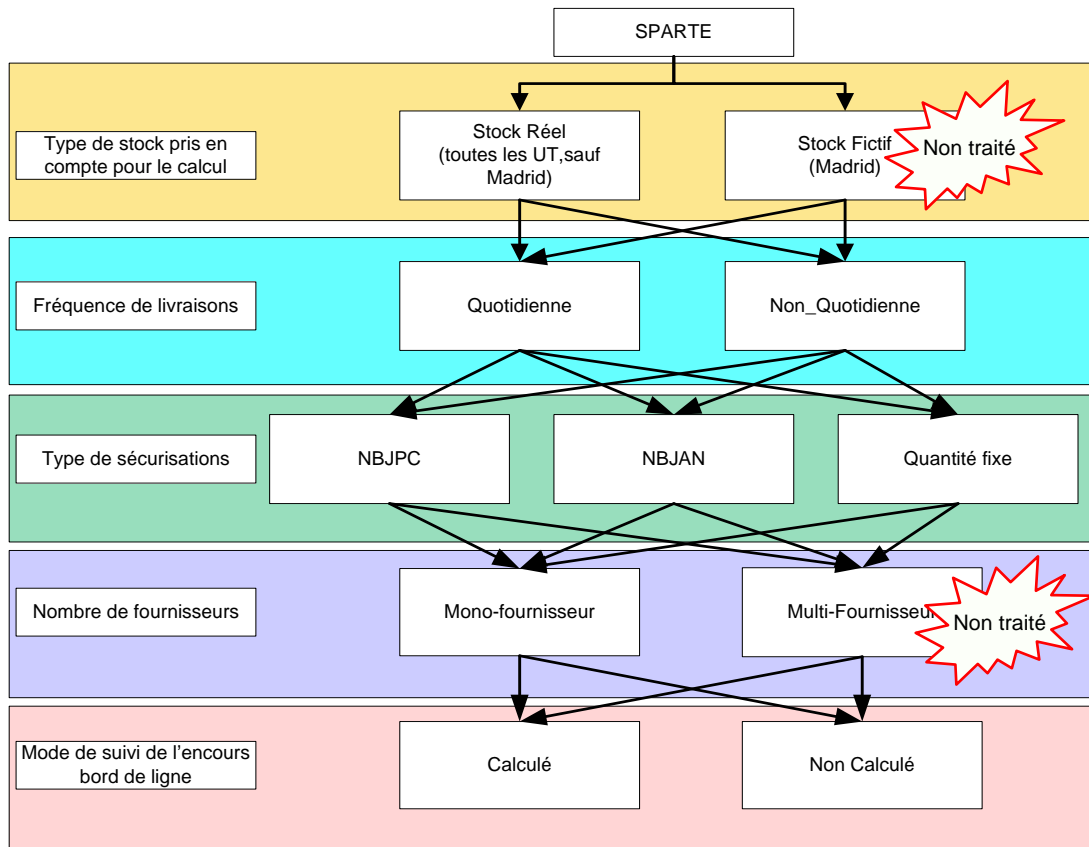 SPARTE
Type de stock pris en
compte pour le calcul
Stock Réel
(toutes les UT,sauf
Madrid)
Stock Fictif
(Madrid)
Non traité
Fréquence de livraisons
Quotidienne
Non_Quotidienne
Type de sécurisations
NBJPC
NBJAN
Quantité fixe
Nombre de fournisseurs
Mono-fournisseur
Multi-Fournisseur
Non traité
Mode de suivi de l’encours
bord de ligne
Calculé
Non Calculé